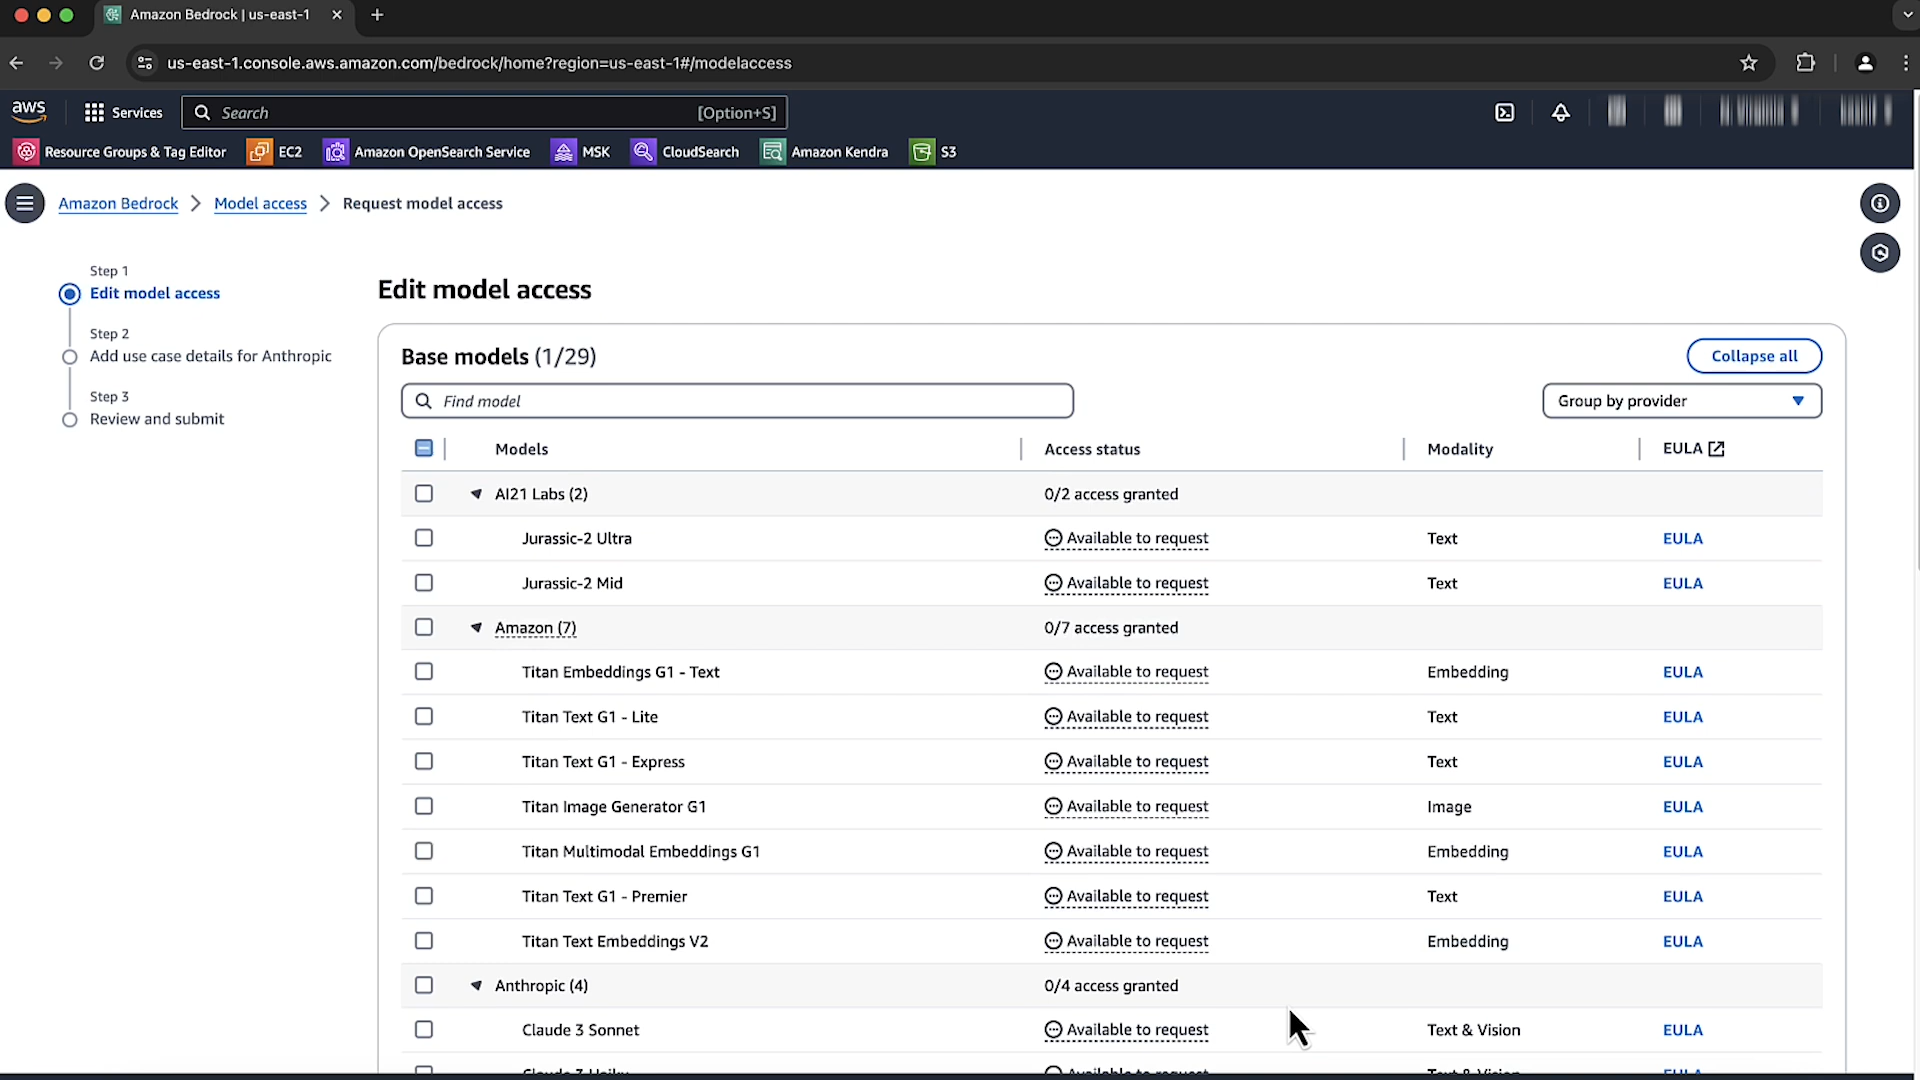 Amazon Bedrock | us-east-1
us-east-1.console.aws.amazon.com/bedrock/home?region=us-east-1#/modelaccess
aws Services Search [Option+S]
Resource Groups & Tag Editor EC2 Amazon OpenSearch Service MSK CloudSearch Amazon Kendra S3
Amazon Bedrock > Model access > Request model access
Step 1
Edit model access
Step 2
Add use case details for Anthropic
Step 3
Review and submit
Edit model access
Base models (1/29) Collapse all
Find model Group by provider
Models Access status Modality EULA
AI21 Labs (2) 0/2 access granted
Jurassic-2 Ultra Available to request Text EULA
Jurassic-2 Mid Available to request Text EULA
Amazon (7) 0/7 access granted
Titan Embeddings G1 - Text Available to request Embedding EULA
Titan Text G1 - Lite Available to request Text EULA
Titan Text G1 - Express Available to request Text EULA
Titan Image Generator G1 Available to request Image EULA
Titan Multimodal Embeddings G1 Available to request Embedding EULA
Titan Text G1 - Premier Available to request Text EULA
Titan Text Embeddings V2 Available to request Embedding EULA
Anthropic (4) 0/4 access granted
Claude 3 Sonnet Available to request Text & Vision EULA
Claude 3 Haiku Available to request Text & Vision EULA